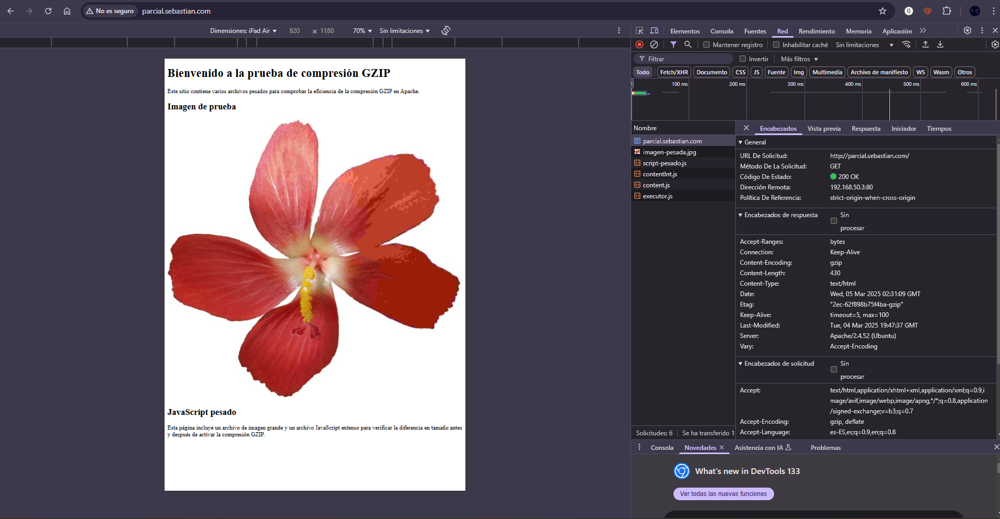 No es seguro
parcial.sebastian.com
Dimensiones: iPad Air
820
×
1180
70%
Sin limitaciones
Bienvenido a la prueba de compresión GZIP
Este sitio contiene varios archivos pesados para comprobar la eficiencia de la compresión GZIP en Apache.
Imagen de prueba
JavaScript pesado
Esta página incluye un archivo de imagen grande y un archivo JavaScript extenso para verificar la diferencia en tamaño antes
y después de activar la compresión GZIP.
Elementos
Consola
Fuentes
Red
Rendimiento
Memoria
Aplicación
Mantener registro
Inhabilitar caché
Sin limitaciones
Filtrar
Invertir
Más filtros
Todo
Fetch/XHR
Documento
CSS
JS
Fuente
Img
Multimedia
Archivo de manifiesto
WS
Wasm
Otros
100 ms
200 ms
300 ms
400 ms
500 ms
600 ms
Nombre
parcial.sebastian.com
imagen-pesada.jpg
script-pesado.js
contentInt.js
content.js
executor.js
Solicitudes: 6
Se ha transferido 1
Encabezados
Vista previa
Respuesta
Iniciador
Tiempos
General
URL De Solicitud: http://parcial.sebastian.com/
Método De La Solicitud: GET
Código De Estado: 200 OK
Dirección Remota: 192.168.50.3:80
Política De Referencia: strict-origin-when-cross-origin
Encabezados de respuesta
Sin
procesar
Accept-Ranges: bytes
Connection: Keep-Alive
Content-Encoding: gzip
Content-Length: 430
Content-Type: text/html
Date: Wed, 05 Mar 2025 02:31:09 GMT
Etag: "2ec-62f898b75f4ba-gzip"
Keep-Alive: timeout=5, max=100
Last-Modified: Tue, 04 Mar 2025 19:47:37 GMT
Server: Apache/2.4.52 (Ubuntu)
Vary: Accept-Encoding
Encabezados de solicitud
Sin
procesar
Accept: text/html,application/xhtml+xml,application/xml;q=0.9,i
mage/avif,image/webp,image/apng,*/*;q=0.8,application
/signed-exchange;v=b3;q=0.7
Accept-Encoding: gzip, deflate
Accept-Language: es-ES,es;q=0.9,en;q=0.8
Consola
Novedades
Asistencia con IA
Problemas
What's new in DevTools 133
Ver todas las nuevas funciones